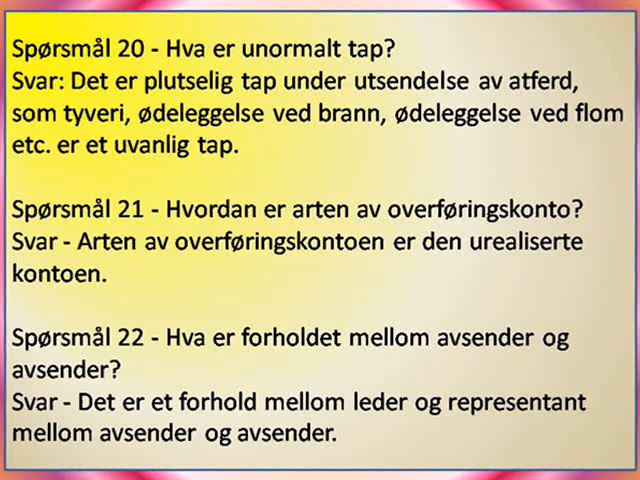 Spørsmål 20 - Hva er unormalt tap?
Svar: Det er plutselig tap under utsendelse av atferd,
som tyveri, ødeleggelse ved brann, ødeleggelse ved flom
etc. er et uvanlig tap.
Spørsmål 21 - Hvordan er arten av overføringskonto?
Svar - Arten av overføringskontoen er den urealiserte
kontoen.
Spørsmål 22 - Hva er forholdet mellom avsender og
avsender?
Svar - Det er et forhold mellom leder og representant
mellom avsender og avsender.